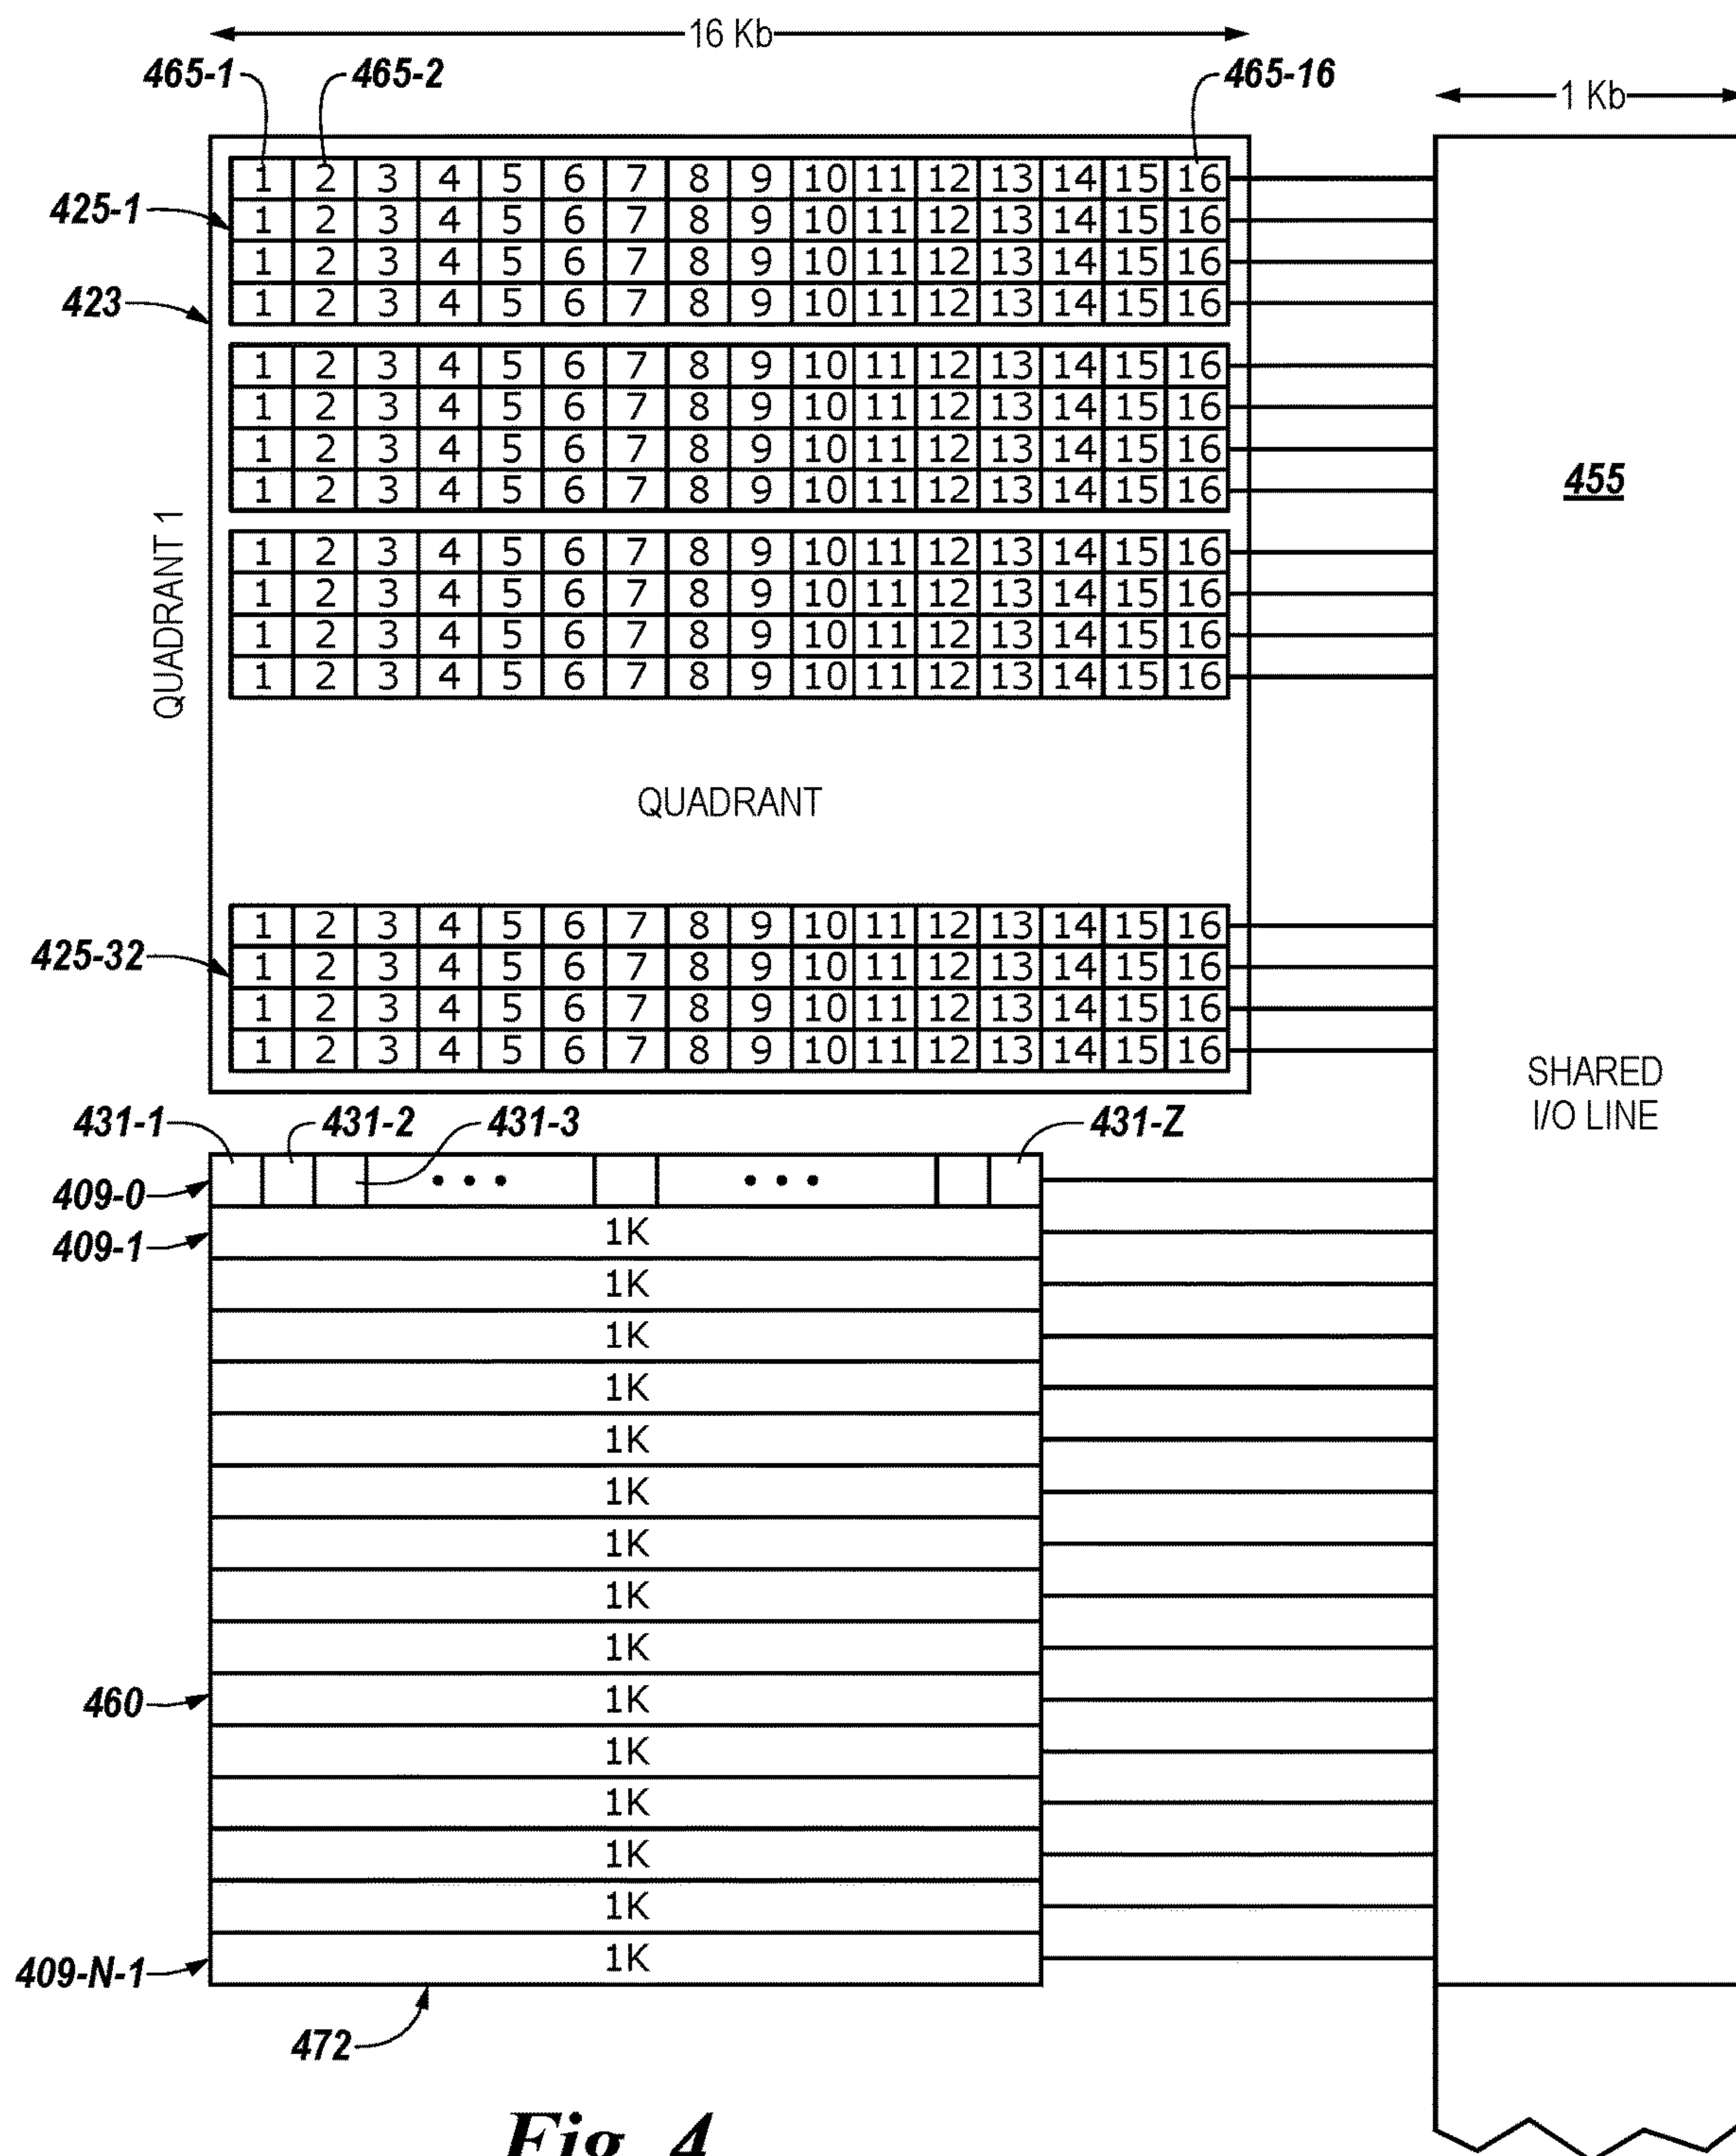 16 Kb
465-1 465-2 465-16 1 Kb
1 2 3 4 5 6 7 8 9 10 11 12 13 14 15 16
425-1
1 2 3 4 5 6 7 8 9 10 11 12 13 14 15 16
1 2 3 4 5 6 7 8 9 10 11 12 13 14 15 16
1 2 3 4 5 6 7 8 9 10 11 12 13 14 15 16
423
1 2 3 4 5 6 7 8 9 10 11 12 13 14 15 16
1 2 3 4 5 6 7 8 9 10 11 12 13 14 15 16
1 2 3 4 5 6 7 8 9 10 11 12 13 14 15 16
1 2 3 4 5 6 7 8 9 10 11 12 13 14 15 16
455
QUADRANT 1
1 2 3 4 5 6 7 8 9 10 11 12 13 14 15 16
1 2 3 4 5 6 7 8 9 10 11 12 13 14 15 16
1 2 3 4 5 6 7 8 9 10 11 12 13 14 15 16
1 2 3 4 5 6 7 8 9 10 11 12 13 14 15 16
QUADRANT
1 2 3 4 5 6 7 8 9 10 11 12 13 14 15 16
425-32
1 2 3 4 5 6 7 8 9 10 11 12 13 14 15 16
1 2 3 4 5 6 7 8 9 10 11 12 13 14 15 16
1 2 3 4 5 6 7 8 9 10 11 12 13 14 15 16
SHARED
I/O LINE
431-1 431-2 431-3 431-Z
409-0 • • • • • •
409-1 1K
1K
1K
1K
1K
1K
1K
1K
1K
460 1K
1K
1K
1K
1K
409-N-1 1K
472
Fig. 4